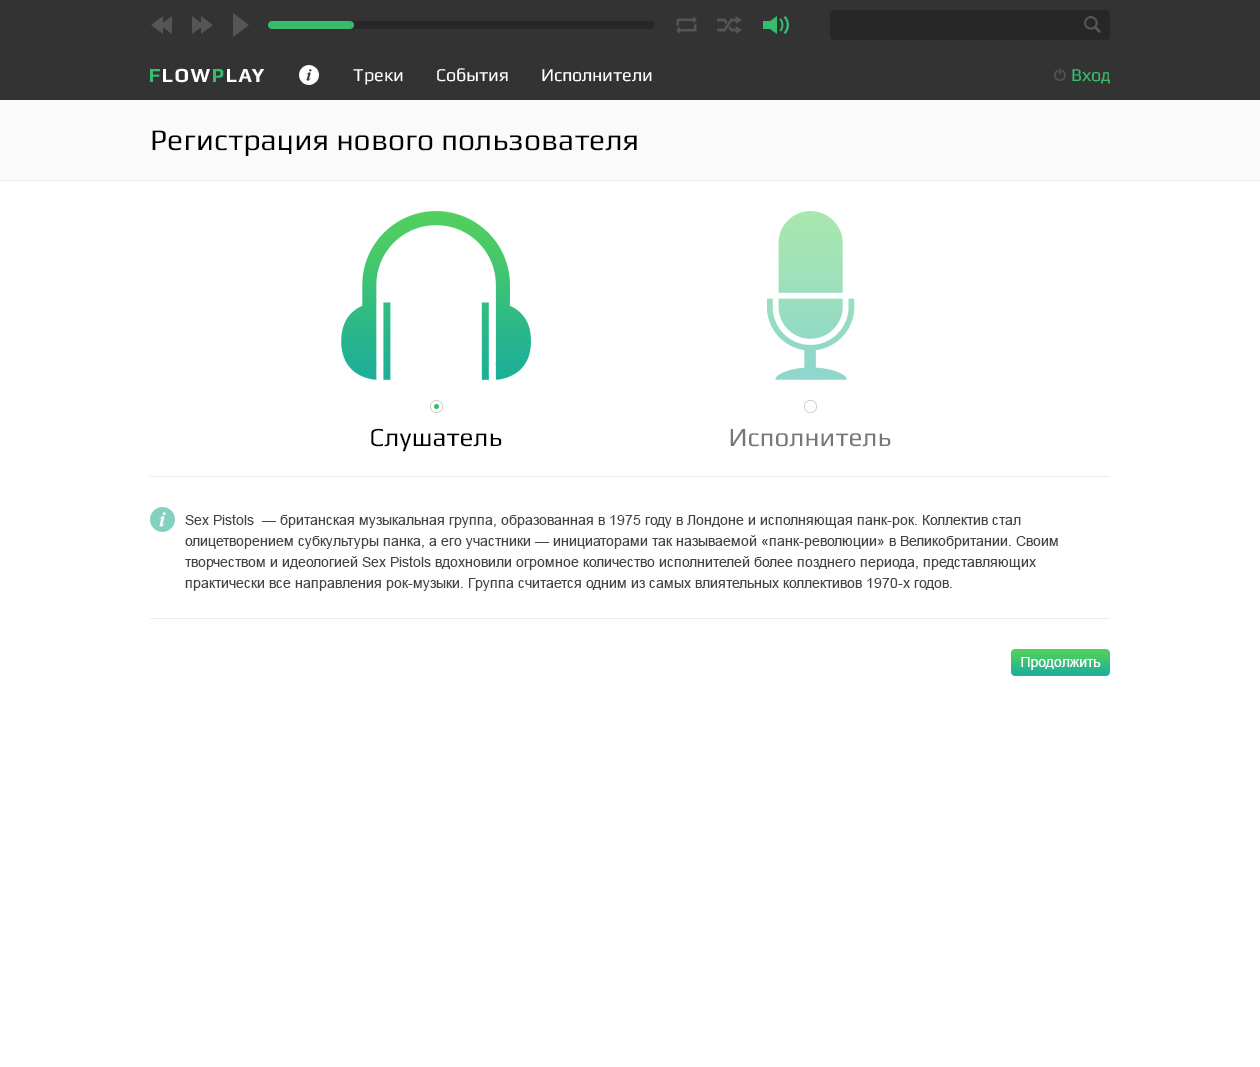 FLOWPLAY
i
Треки
События
Исполнители
Вход
Регистрация нового пользователя
Слушатель
Исполнитель
i
Sex Pistols — британская музыкальная группа, образованная в 1975 году в Лондоне и исполняющая панк-рок. Коллектив стал
олицетворением субкультуры панка, а его участники — инициаторами так называемой «панк-революции» в Великобритании. Своим
творчеством и идеологией Sex Pistols вдохновили огромное количество исполнителей более позднего периода, представляющих
практически все направления рок-музыки. Группа считается одним из самых влиятельных коллективов 1970-х годов.
Продолжить